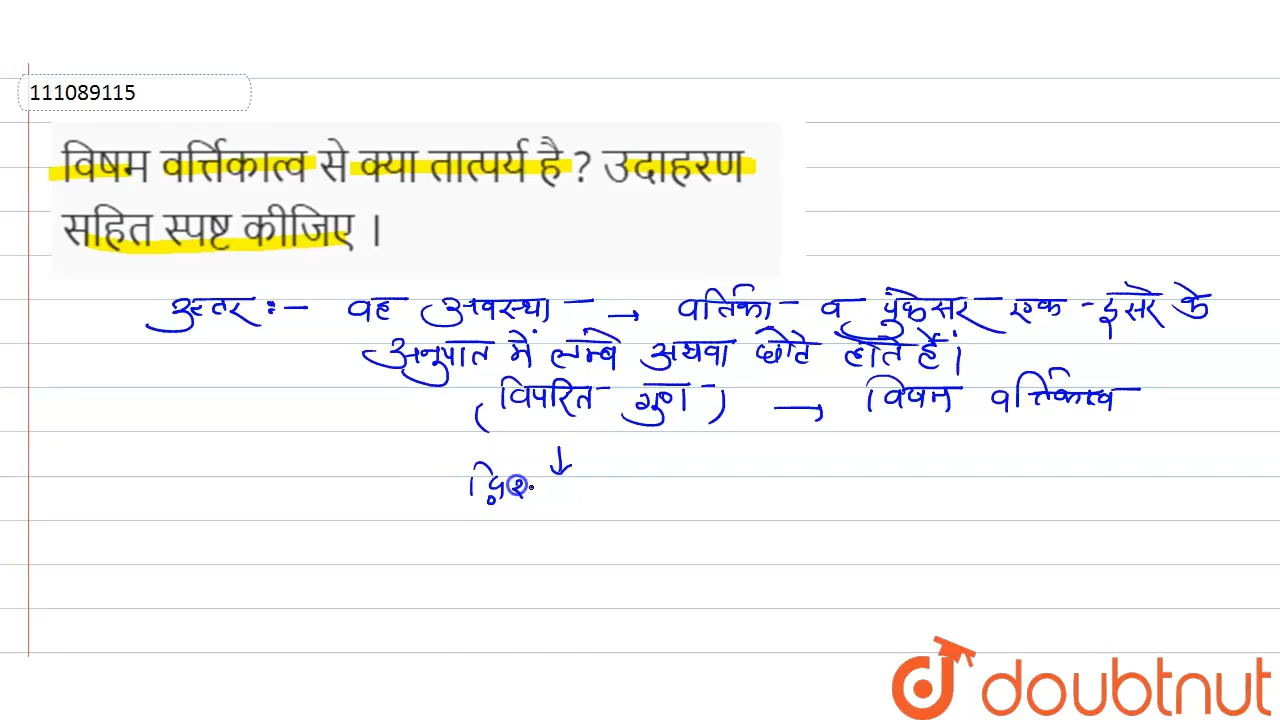 111089115
विषम वर्त्तिकात्व से क्या तात्पर्य है ? उदाहरण
सहित स्पष्ट कीजिए ।
उत्तर :- वह अवस्था → वर्तिका व पुंकेसर एक - दूसरे के
अनुपात में लम्बे अथवा छोटे होते हैं।
( विपरित गुण ) → विषम वर्त्तिकात्व
↓
doubtnut